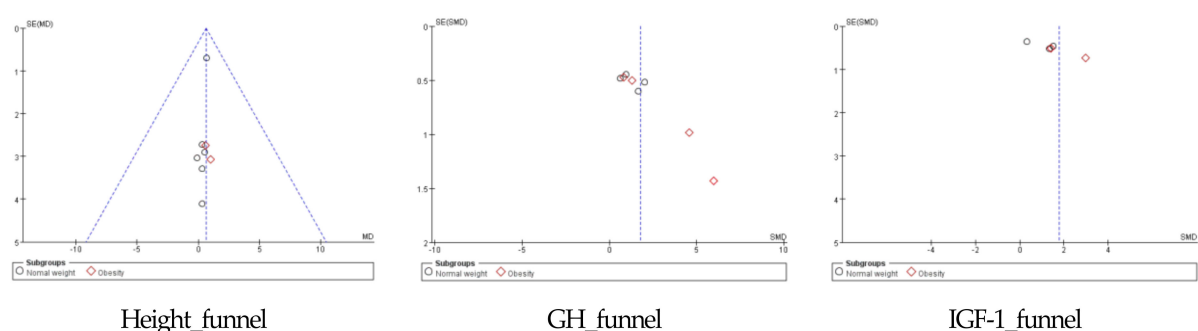 SE(MD)
0
1
2
3
4
5
-10
-5
0
5
10
MD
Subgroups
Normal weight
Obesity
Height_funnel
SE(SMD)
0
0.5
1
1.5
2
-10
-5
0
5
10
SMD
Subgroups
Normal weight
Obesity
GH_funnel
SE(SMD)
0
1
2
3
4
5
-4
-2
0
2
4
SMD
Subgroups
Normal weight
Obesity
IGF-1_funnel